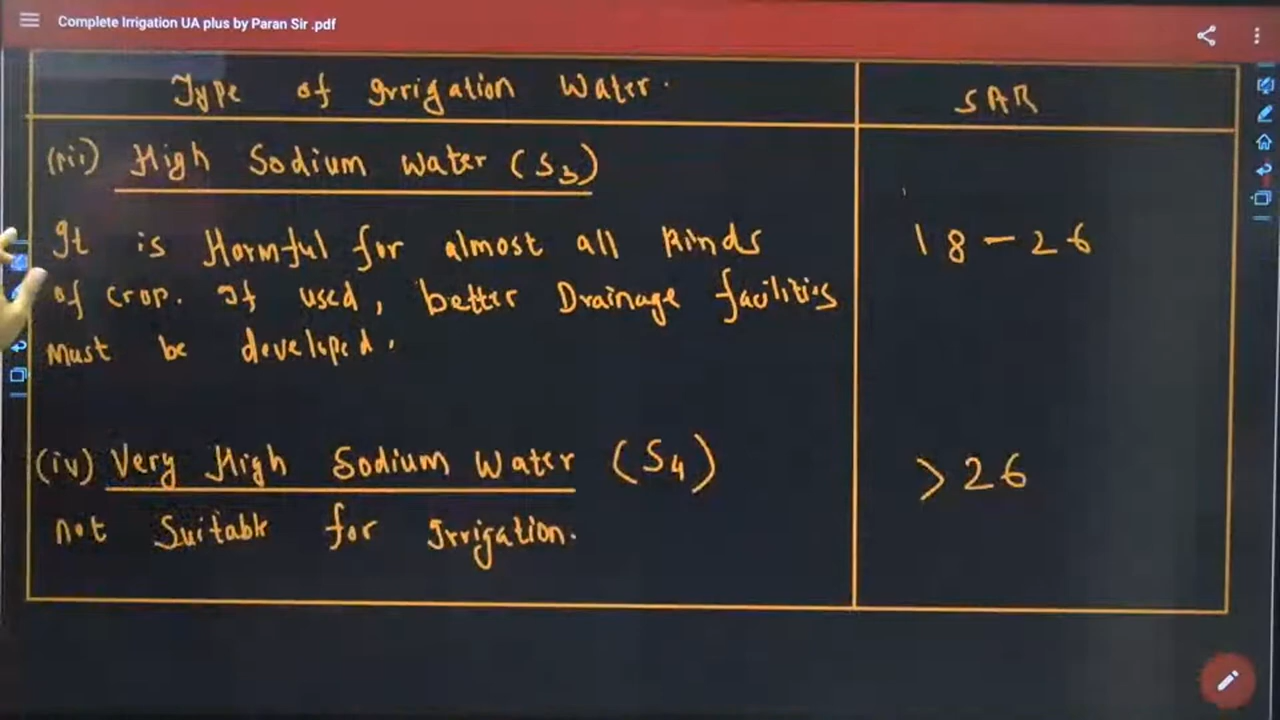 Complete Irrigation UA plus by Paran Sir .pdf
Type of Irrigation Water.
SAR
(iii) High Sodium Water (S3)
It is Harmful for almost all kinds
18-26
of crop. If used, better Drainage facilities
must be developed.
(iv) Very High Sodium Water (S4)
>26
not Suitable for Irrigation.